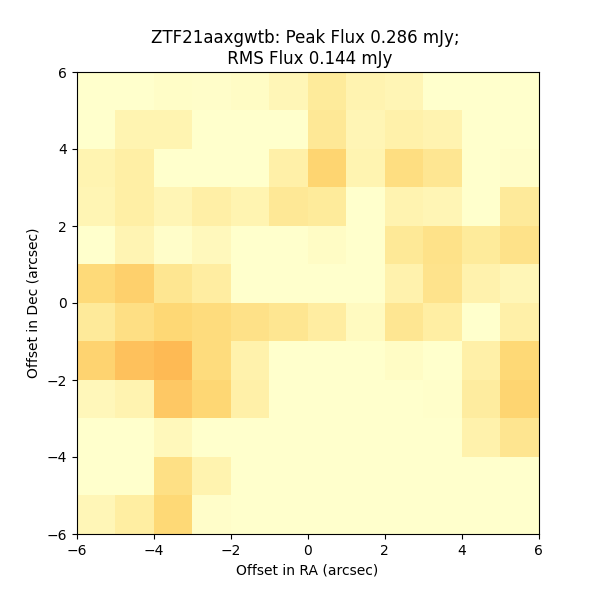 ZTF21aaxgwtb: Peak Flux 0.286 mJy;
RMS Flux 0.144 mJy
6
4
2
0
−2
−4
−6
Offset in Dec (arcsec)
−6 −4 −2 0 2 4 6
Offset in RA (arcsec)